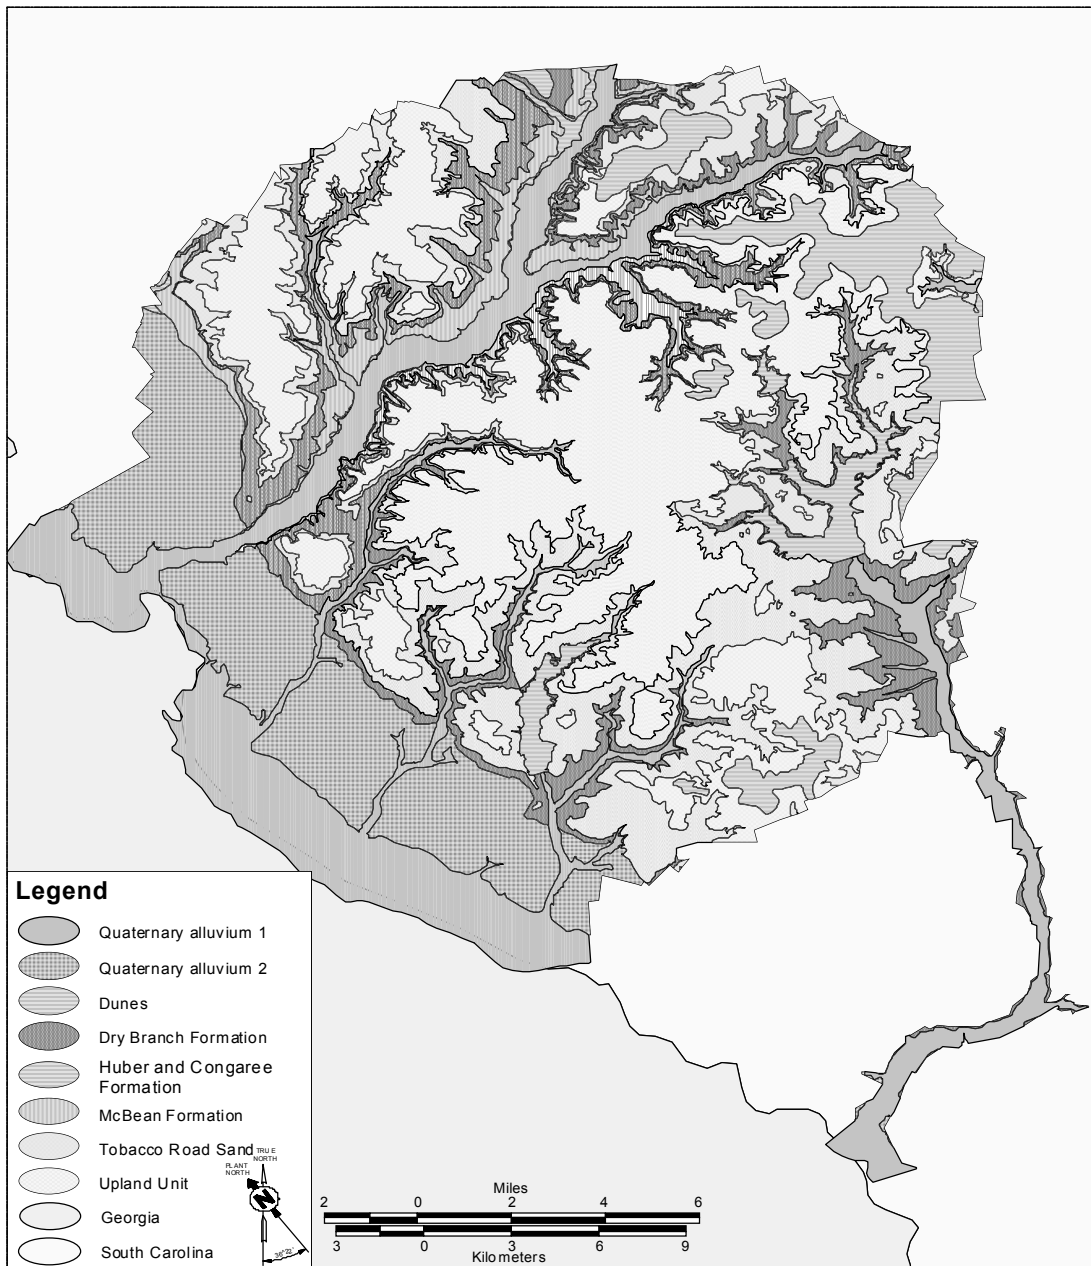 Legend
Quaternary alluvium 1
Quaternary alluvium 2
Dunes
Dry Branch Formation
Huber and Congaree
Formation
McBean Formation
Tobacco Road Sand
Upland Unit
Georgia
South Carolina
TRUE
NORTH
PLANT
NORTH
N
36° 22'
Miles
2 0 2 4 6
3 0 3 6 9
Kilometers